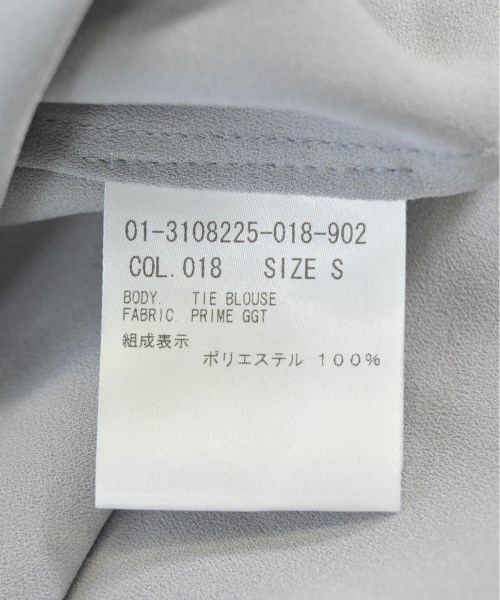 01-3108225-018-902
COL.018 SIZE S
BODY. TIE BLOUSE
FABRIC. PRIME GGT
組成表示
ポリエステル １００％